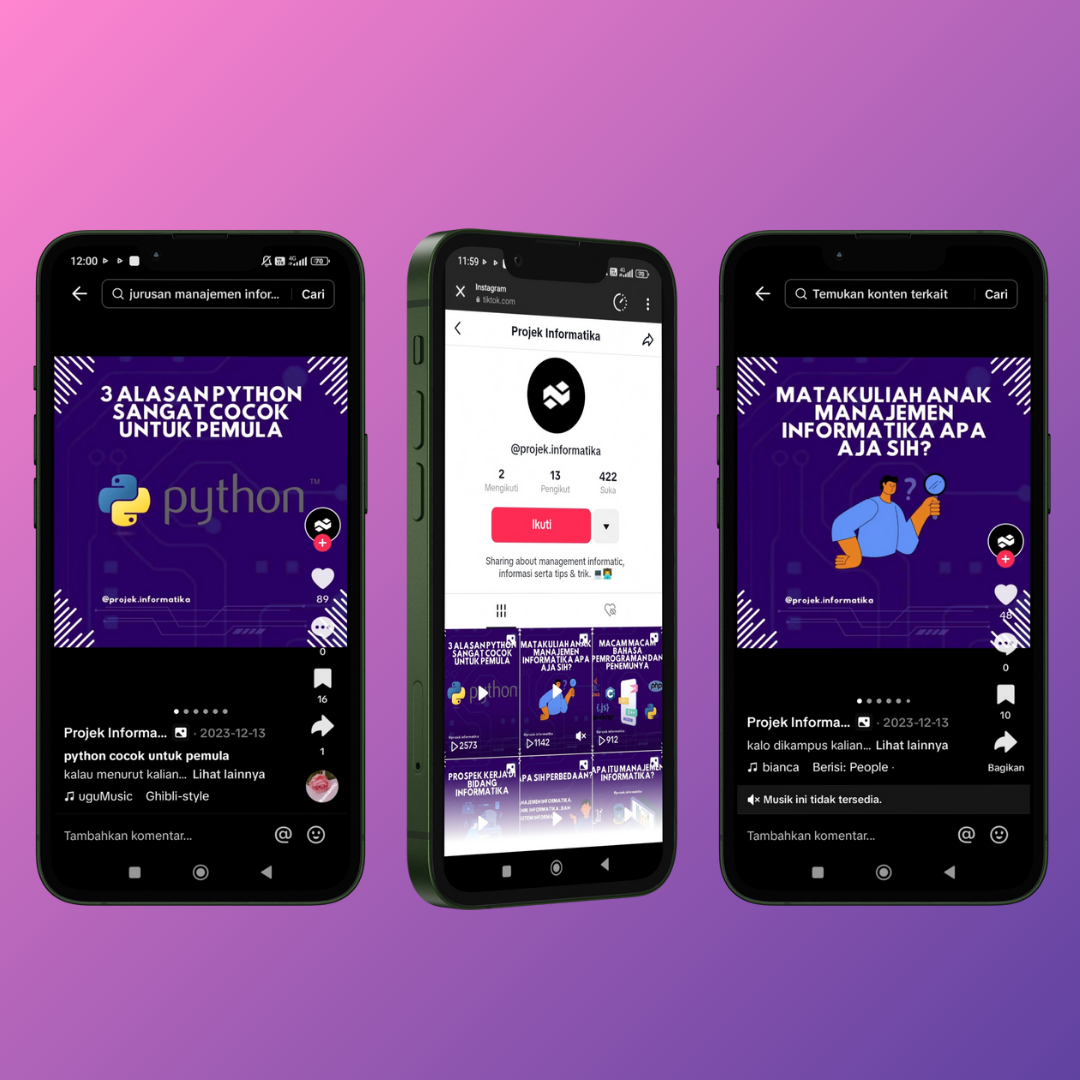 12:00
4G
70
jurusan manajemen infor...
Cari
3 ALASAN PYTHON
SANGAT COCOK
UNTUK PEMULA
python™
@projek.informatika
89
0
16
1
Projek Informa... · 2023-12-13
python cocok untuk pemula
kalau menurut kalian... Lihat lainnya
uguMusic Ghibli-style
Tambahkan komentar...
11:59
4G
70
Instagram
tiktok.com
Projek Informatika
@projek.informatika
2 13 422
Mengikuti Pengikut Suka
Ikuti
Sharing about management informatic,
informasi serta tips & trik.
3 ALASAN PYTHON
SANGAT COCOK
UNTUK PEMULA
python
2573
MATAKULIAH ANAK
MANAJEMEN
INFORMATIKA APA
AJA SIH?
1142
MACAM MACAM
BAHASA
PEMROGRAMAN DAN
PENEMUNYA
php
912
PROSPEK KERJA DI
BIDANG
INFORMATIKA
APA SIH PERBEDAAN?
APA ITU MANAJEMEN
INFORMATIKA?
Temukan konten terkait
Cari
MATAKULIAH ANAK
MANAJEMEN
INFORMATIKA APA
AJA SIH?
?
@projek.informatika
48
0
10
Bagikan
Projek Informa... · 2023-12-13
kalo dikampus kalian... Lihat lainnya
bianca Berisi: People ·
Musik ini tidak tersedia.
Tambahkan komentar...